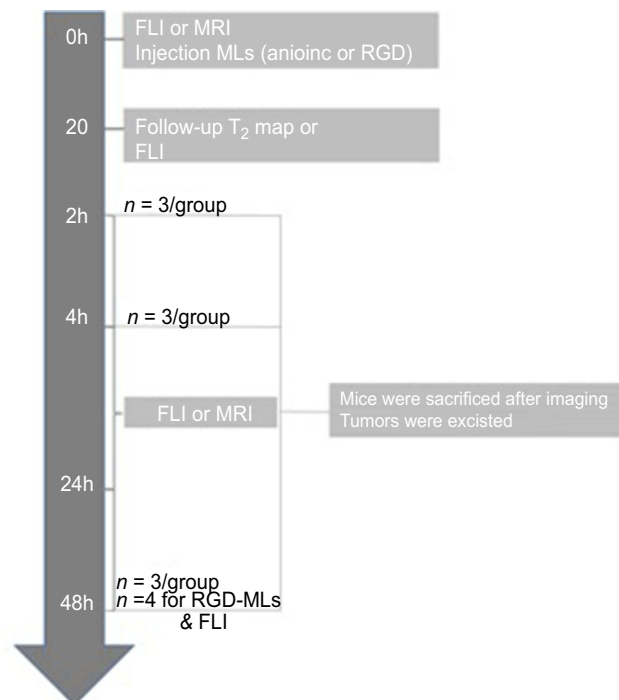 0h
FLI or MRI
Injection MLs (anioinc or RGD)
20
Follow-up T₂ map or
FLI
2h
n = 3/group
4h
n = 3/group
FLI or MRI
Mice were sacrificed after imaging
Tumors were excisted
24h
n = 3/group
48h
n =4 for RGD-MLs
& FLI